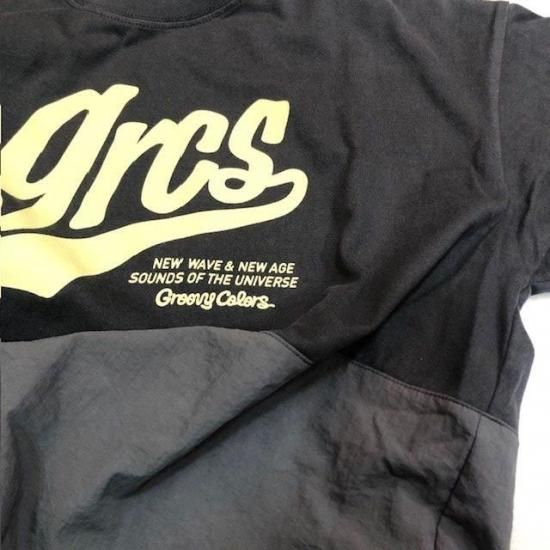 grcs
NEW WAVE & NEW AGE
SOUNDS OF THE UNIVERSE
Groovy Colors